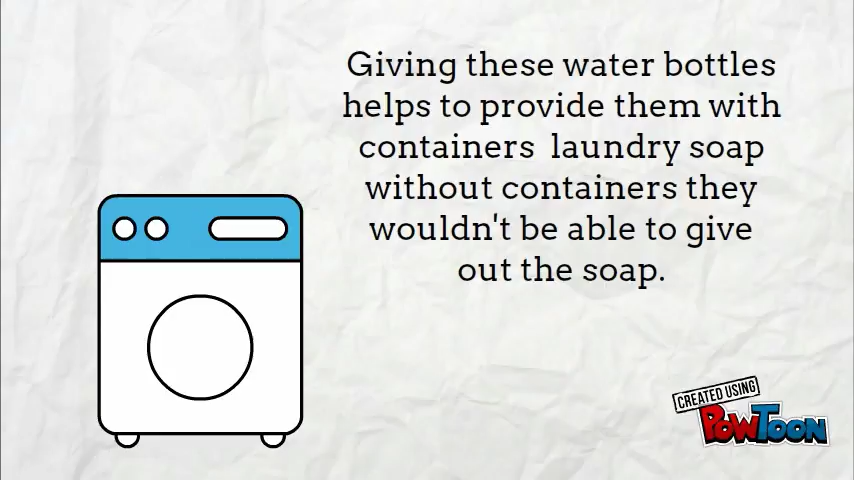 Giving these water bottles
helps to provide them with
containers  laundry soap
without containers they
wouldn't be able to give
out the soap.
CREATED USING
POWTOON